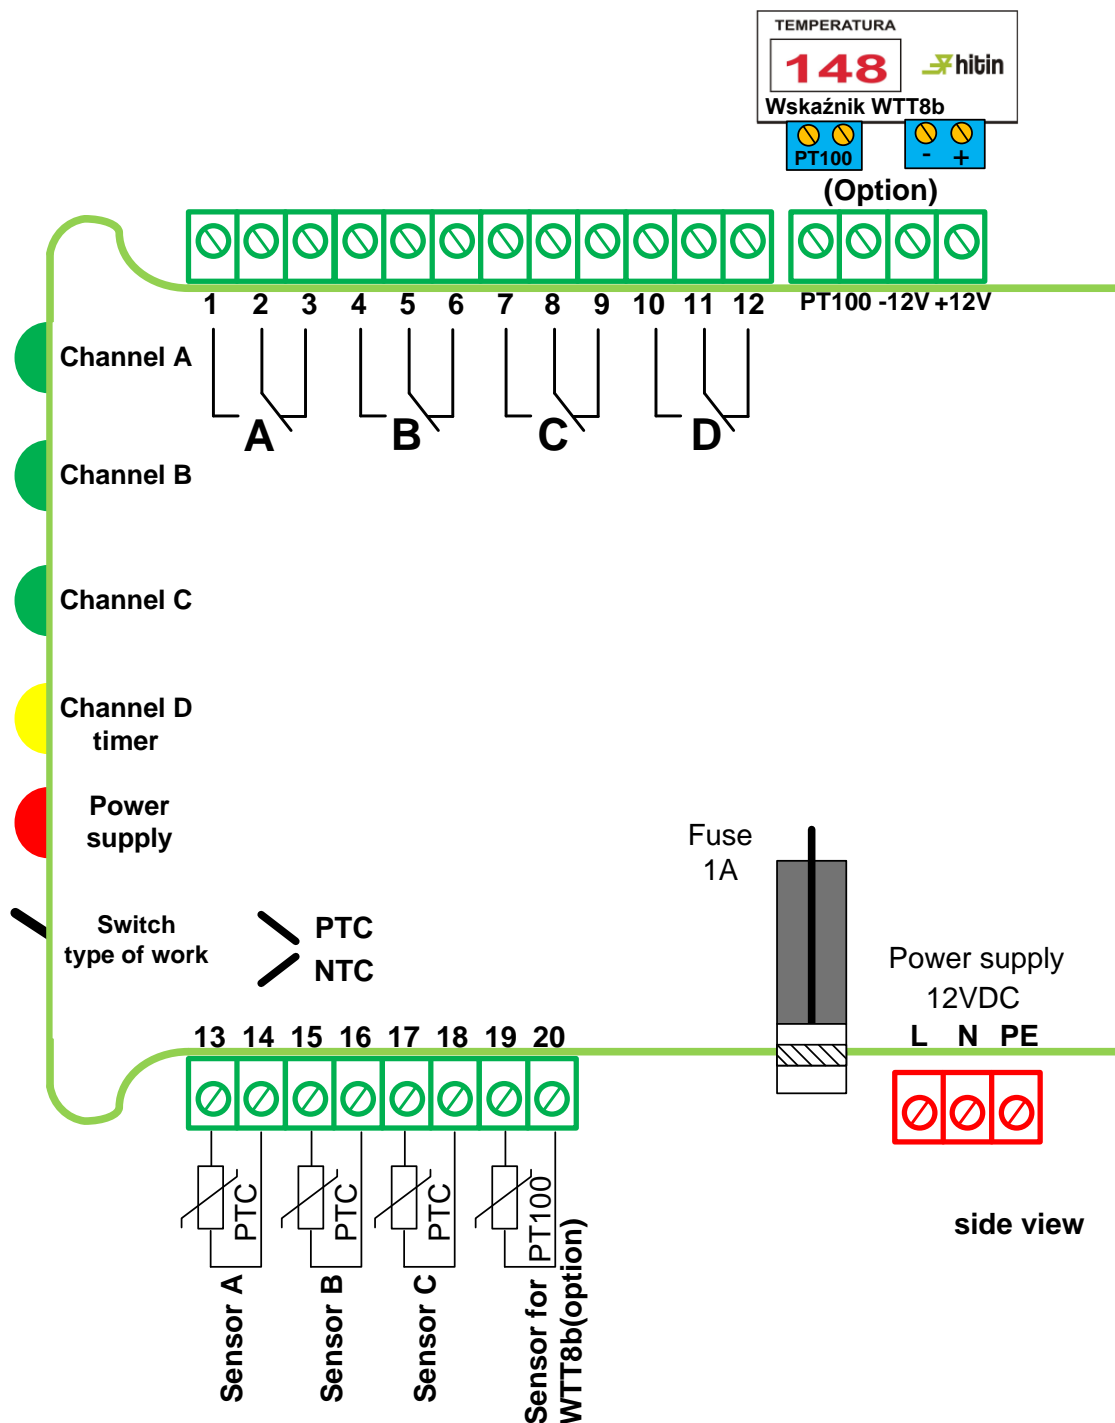 TEMPERATURA
148
hitin
Wskaźnik WTT8b
PT100
- +
(Option)
1 2 3 4 5 6 7 8 9 10 11 12
PT100 -12V +12V
A B C D
Channel A
Channel B
Channel C
Channel D
timer
Power
supply
Switch
type of work
PTC
NTC
Fuse
1A
Power supply
12VDC
L N PE
13 14 15 16 17 18 19 20
PTC
PTC
PTC
PT100
Sensor A
Sensor B
Sensor C
Sensor for
WTT8b(option)
side view